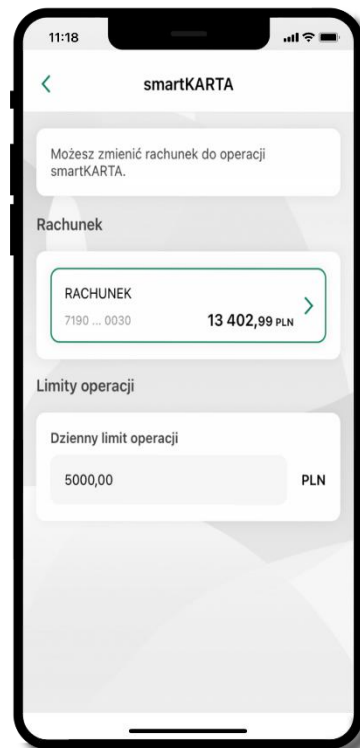 11:18
smartKARTA
Możesz zmienić rachunek do operacji
smartKARTA.
Rachunek
RACHUNEK
7190 ... 0030 13 402,99 PLN
Limity operacji
Dzienny limit operacji
5000,00 PLN